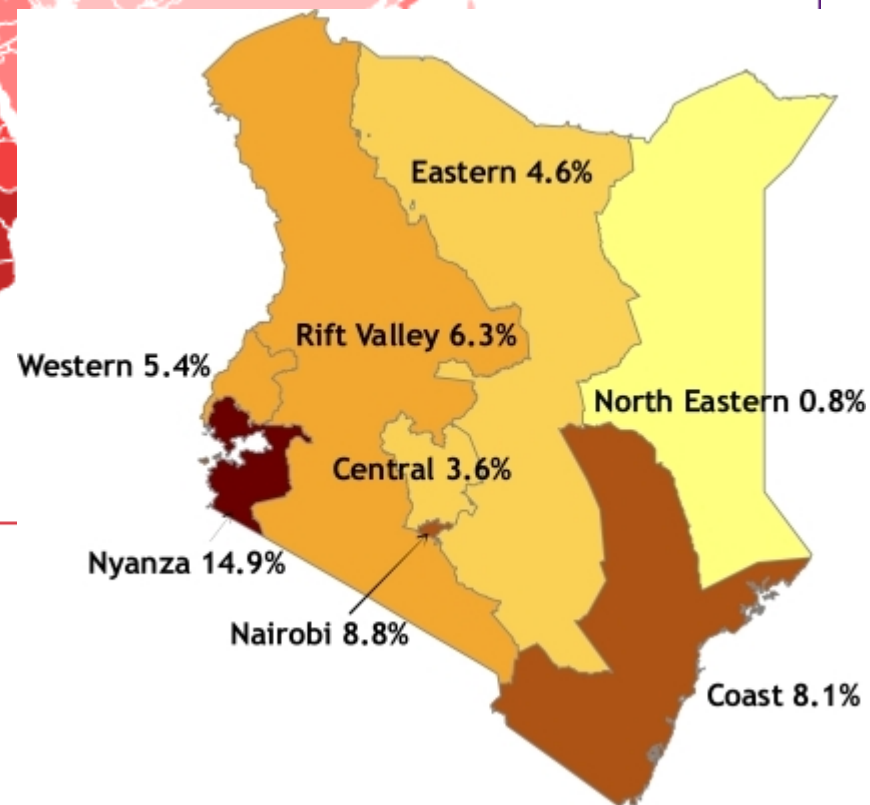 Eastern 4.6%
Rift Valley 6.3%
Western 5.4%
North Eastern 0.8%
Central 3.6%
Nyanza 14.9%
Nairobi 8.8%
Coast 8.1%